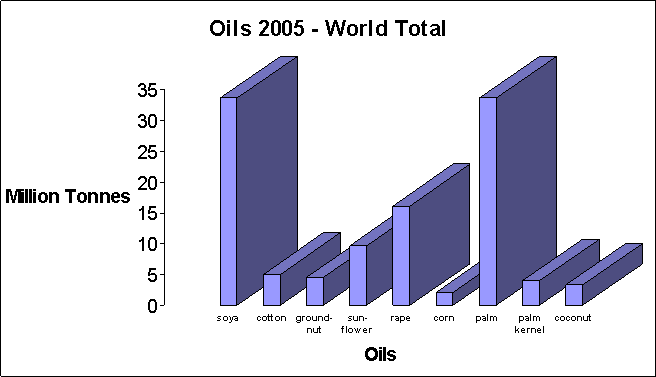 Oils 2005 - World Total
35
30
25
20
15
10
5
0
Million Tonnes
soya cotton ground- sun- rape corn palm palm coconut
nut flower kernel
Oils